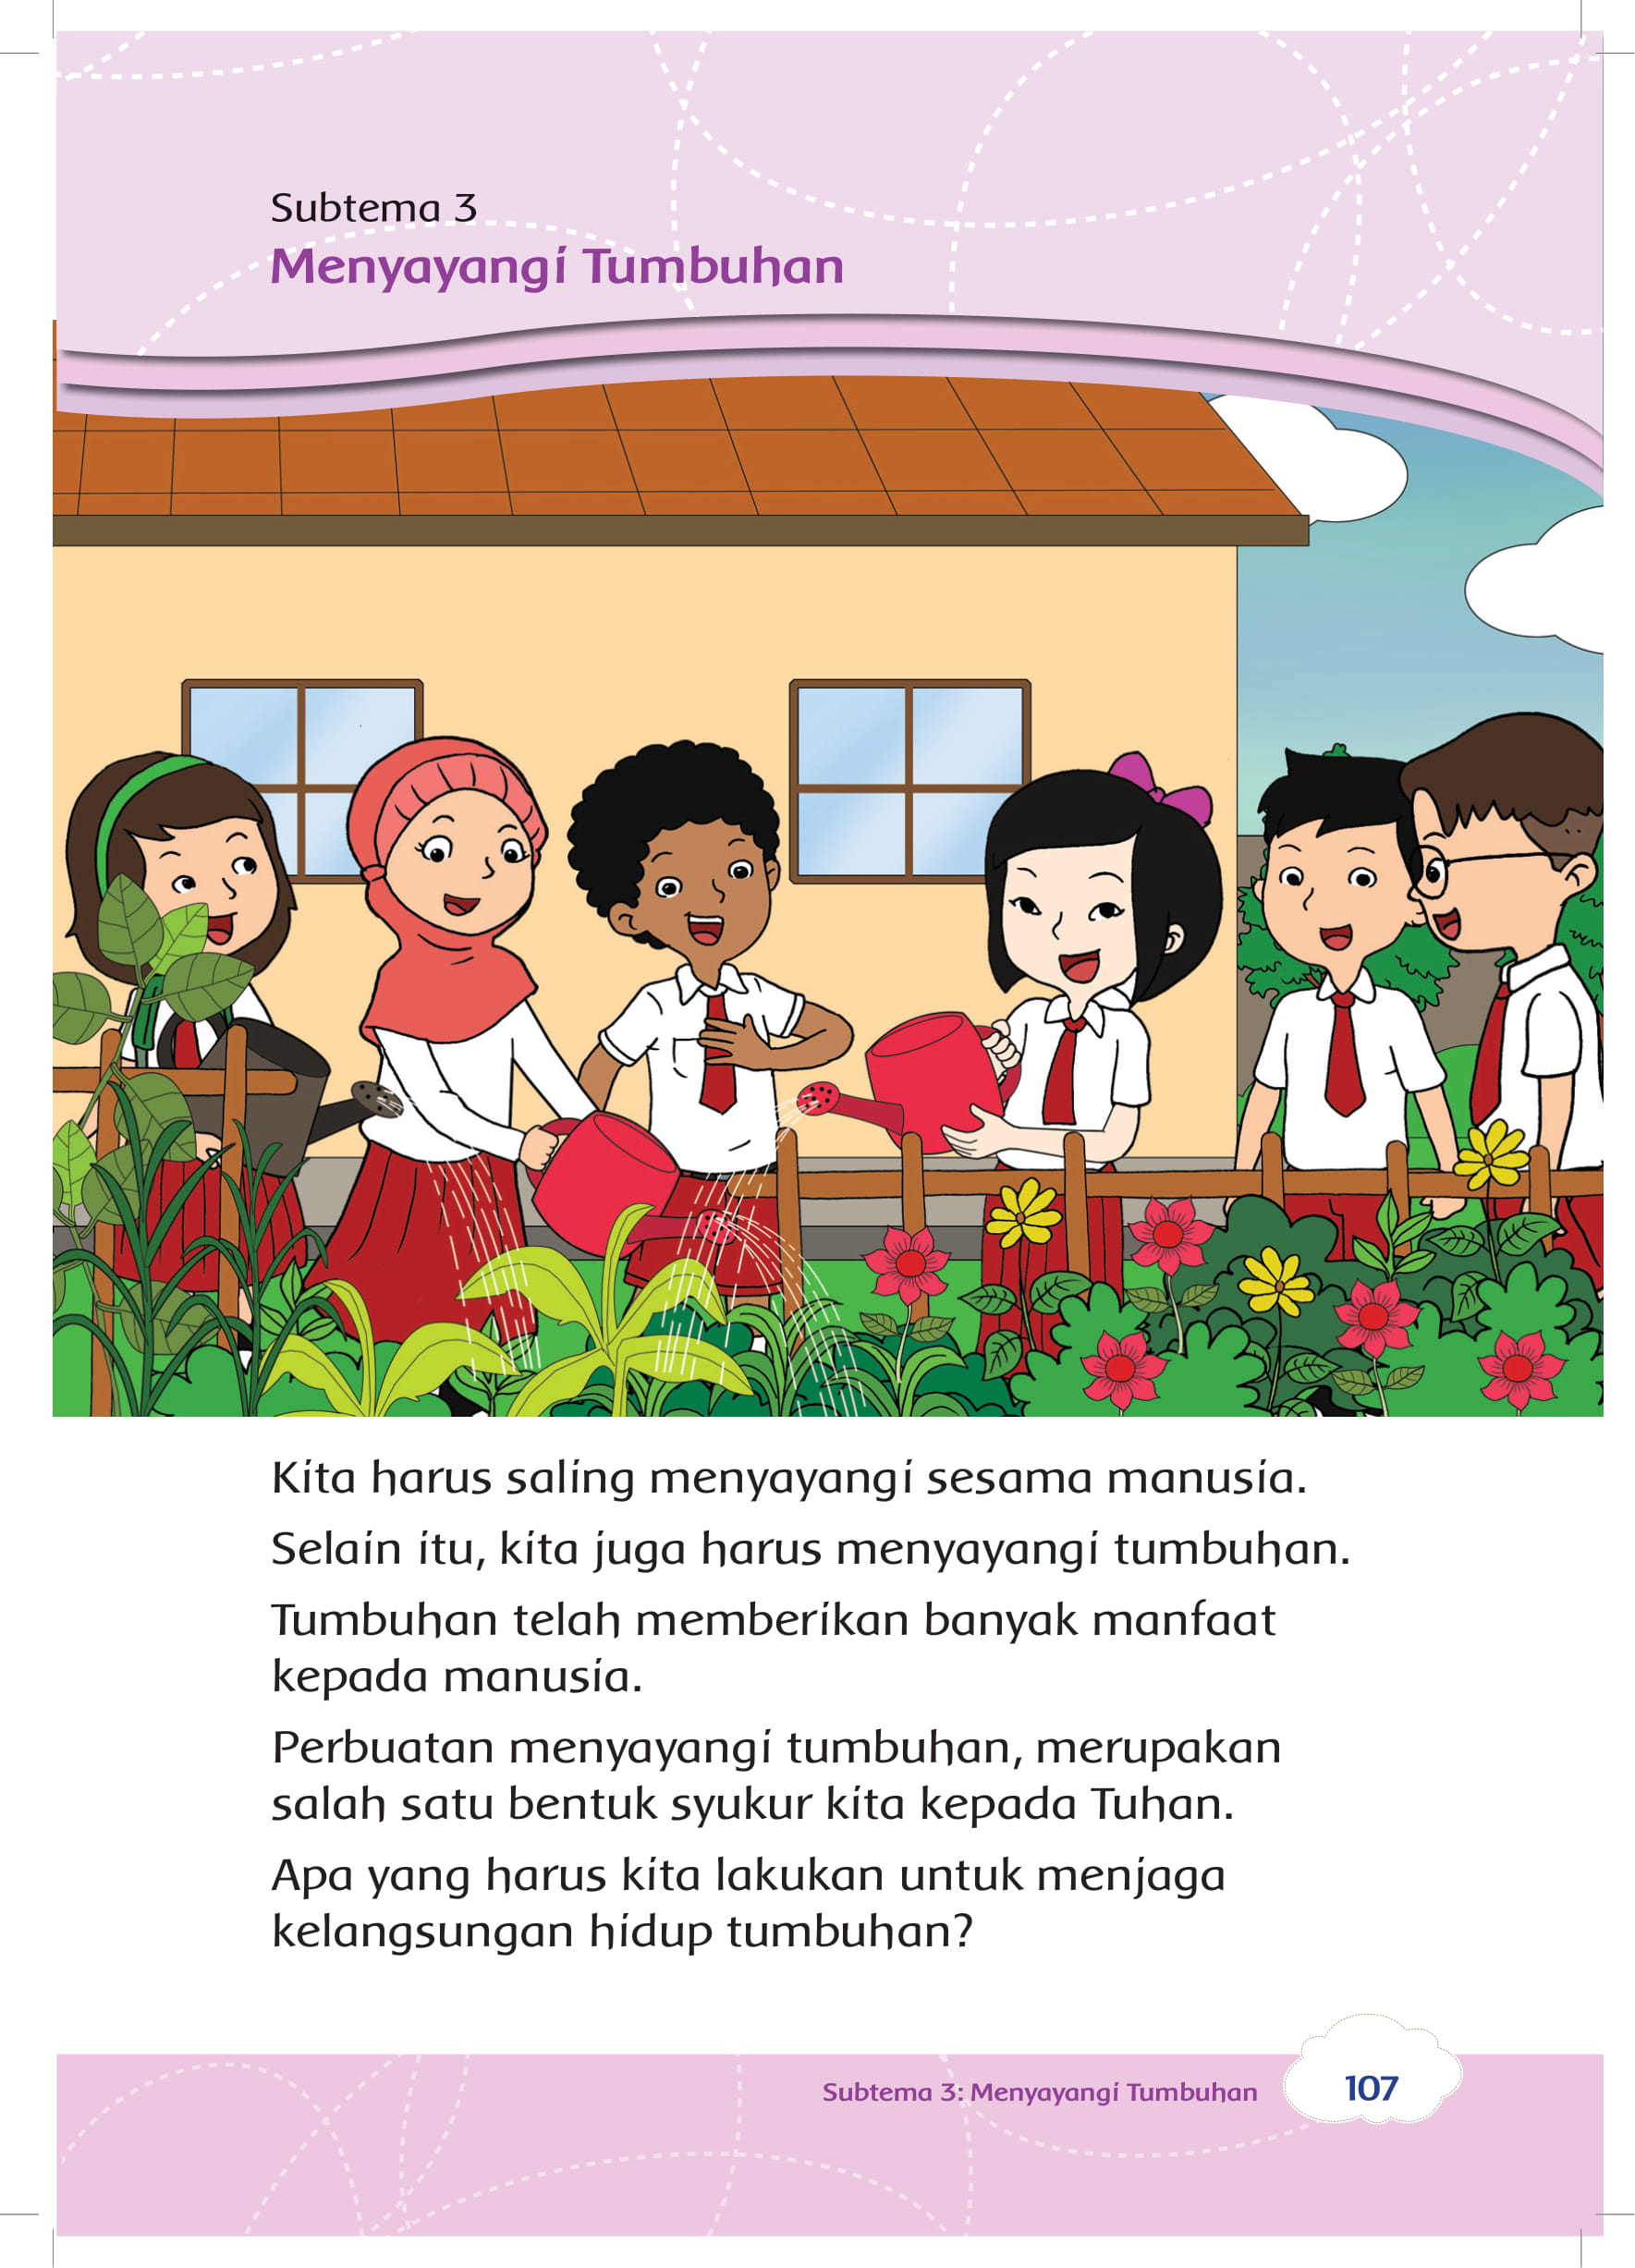 Subtema 3
Menyayangi Tumbuhan
Kita harus saling menyayangi sesama manusia.
Selain itu, kita juga harus menyayangi tumbuhan.
Tumbuhan telah memberikan banyak manfaat
kepada manusia.
Perbuatan menyayangi tumbuhan, merupakan
salah satu bentuk syukur kita kepada Tuhan.
Apa yang harus kita lakukan untuk menjaga
kelangsungan hidup tumbuhan?
Subtema 3: Menyayangi Tumbuhan
107